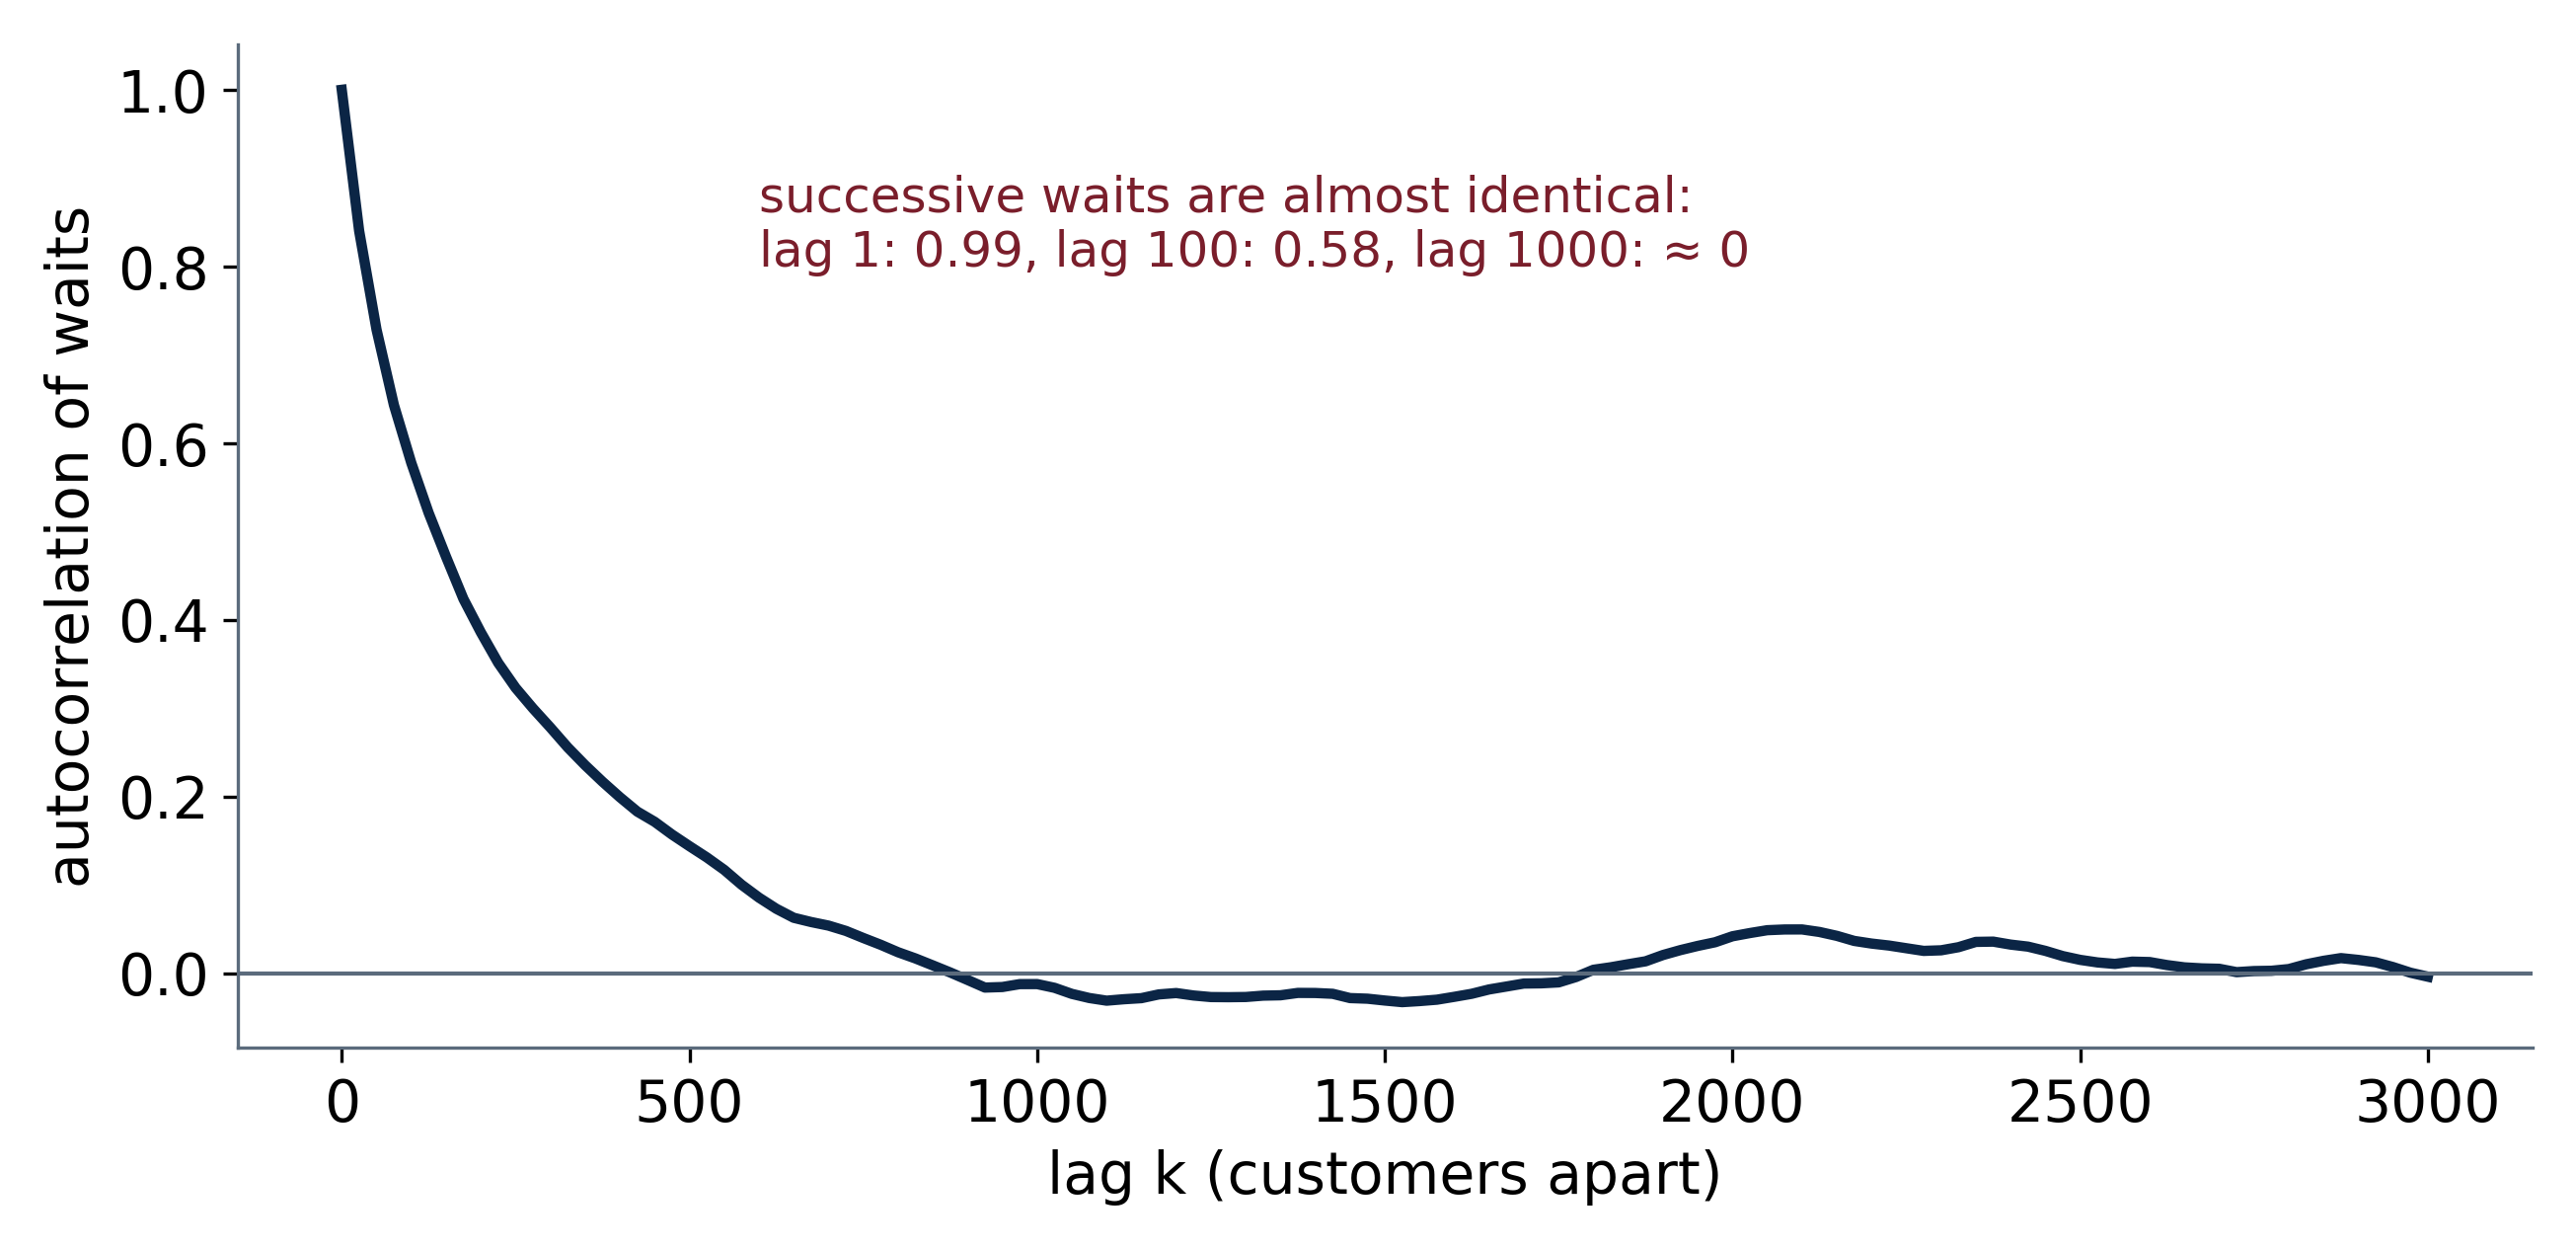 1.0
0.8
0.6
0.4
0.2
0.0
autocorrelation of waits
successive waits are almost identical:
lag 1: 0.99, lag 100: 0.58, lag 1000: ≈ 0
0 500 1000 1500 2000 2500 3000
lag k (customers apart)